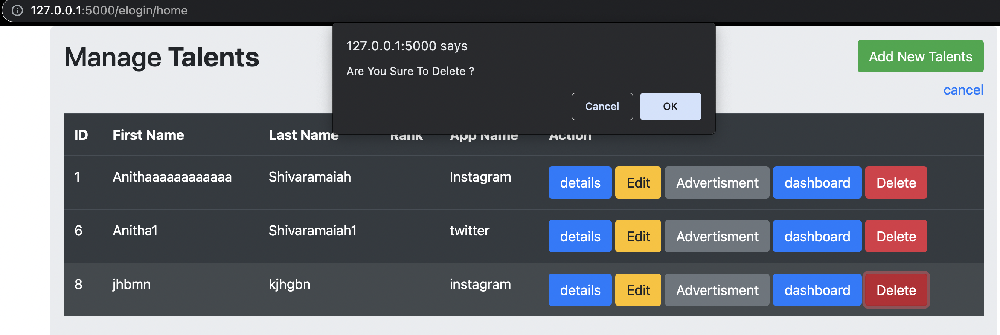 127.0.0.1:5000/elogin/home
127.0.0.1:5000 says
Are You Sure To Delete ?
Cancel OK
Manage Talents
Add New Talents
cancel
ID First Name Last Name Rank App Name Action
1 Anithaaaaaaaaaaaa Shivaramaiah Instagram details Edit Advertisment dashboard Delete
6 Anitha1 Shivaramaiah1 twitter details Edit Advertisment dashboard Delete
8 jhbmn kjhgbn instagram details Edit Advertisment dashboard Delete